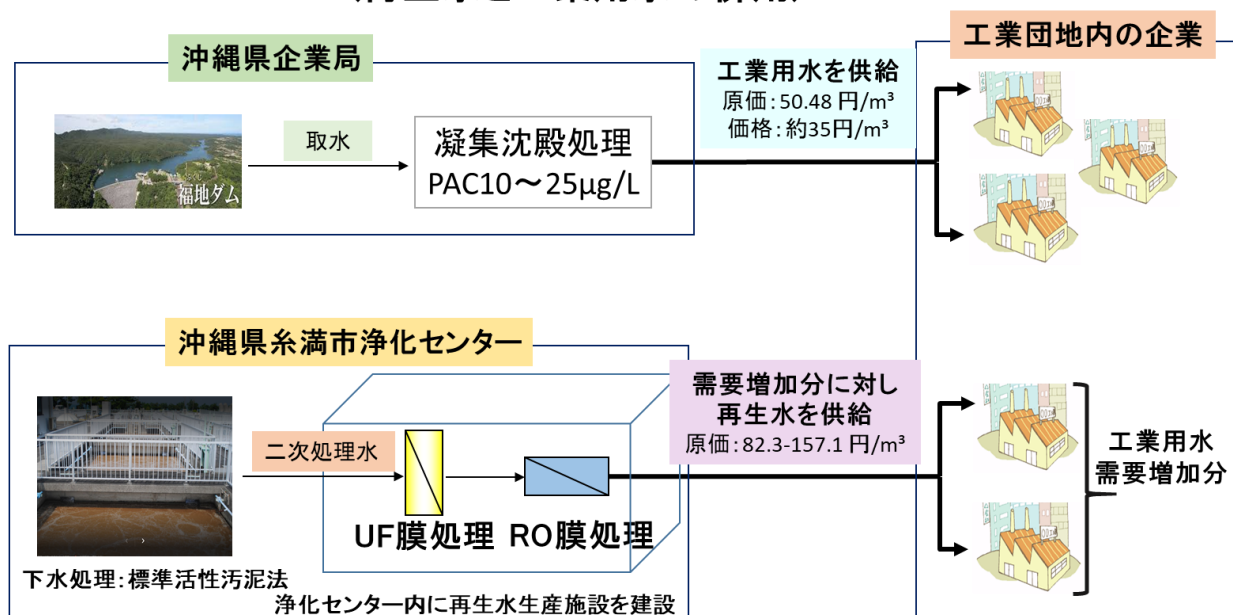 沖縄県企業局
工業団地内の企業
工業用水を供給
原価：50.48 円/m³
価格：約35円/m³
取水
凝集沈殿処理
PAC10～25µg/L
福地ダム
沖縄県糸満市浄化センター
需要増加分に対し
再生水を供給
原価：82.3-157.1 円/m³
二次処理水
工業用水
需要増加分
UF膜処理 RO膜処理
下水処理：標準活性汚泥法
浄化センター内に再生水生産施設を建設